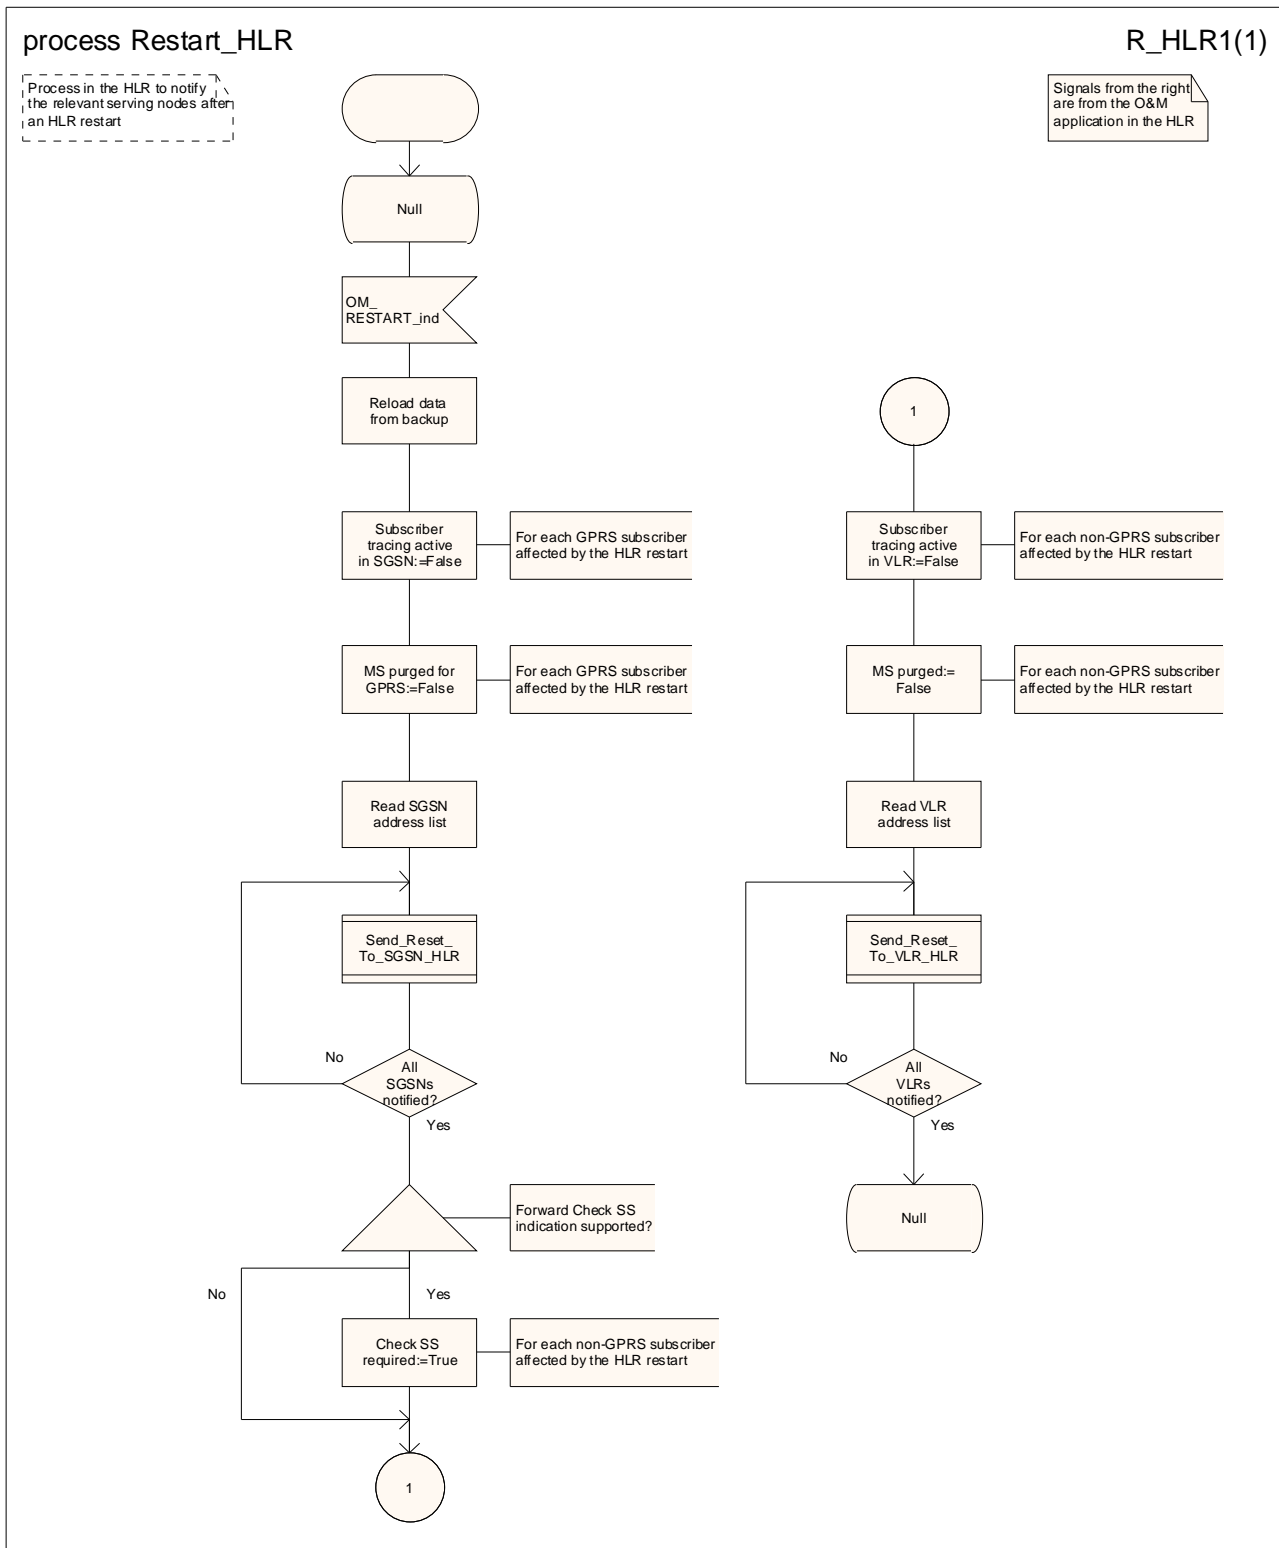 process Restart_HLR
R_HLR1(1)
Process in the HLR to notify
the relevant serving nodes after
an HLR restart
Signals from the right
are from the O&M
application in the HLR
Null
OM_
RESTART_ind
Reload data
from backup
Subscriber
tracing active
in SGSN:=False
For each GPRS subscriber
affected by the HLR restart
MS purged for
GPRS:=False
For each GPRS subscriber
affected by the HLR restart
Read SGSN
address list
Send_Reset_
To_SGSN_HLR
No
All
SGSNs
notified?
Yes
Forward Check SS
indication supported?
No
Yes
Check SS
required:=True
For each non-GPRS subscriber
affected by the HLR restart
1
1
Subscriber
tracing active
in VLR:=False
For each non-GPRS subscriber
affected by the HLR restart
MS purged:=
False
For each non-GPRS subscriber
affected by the HLR restart
Read VLR
address list
Send_Reset_
To_VLR_HLR
No
All
VLRs
notified?
Yes
Null